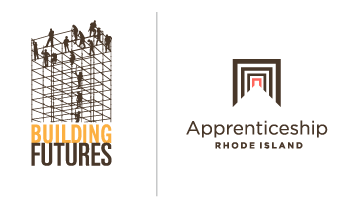 BUILDING
FUTURES
Apprenticeship
RHODE ISLAND